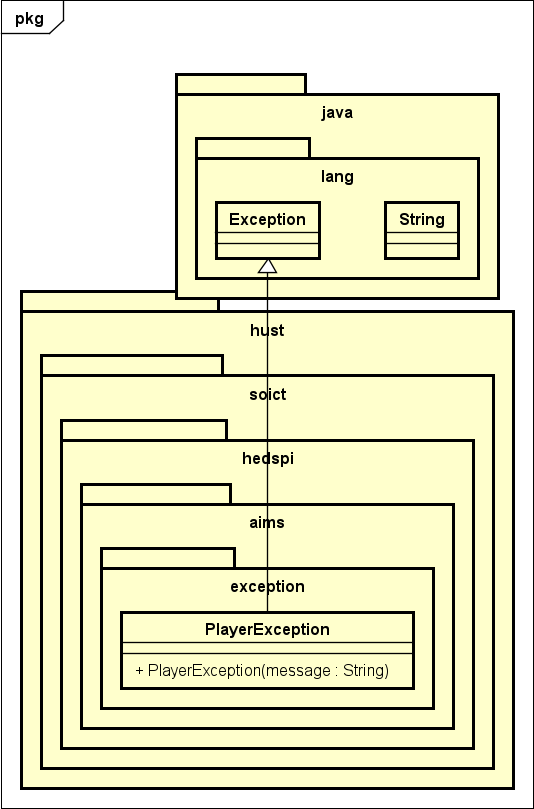 pkg
java
lang
Exception
String
hust
soict
hedspi
aims
exception
PlayerException
+ PlayerException(message : String)